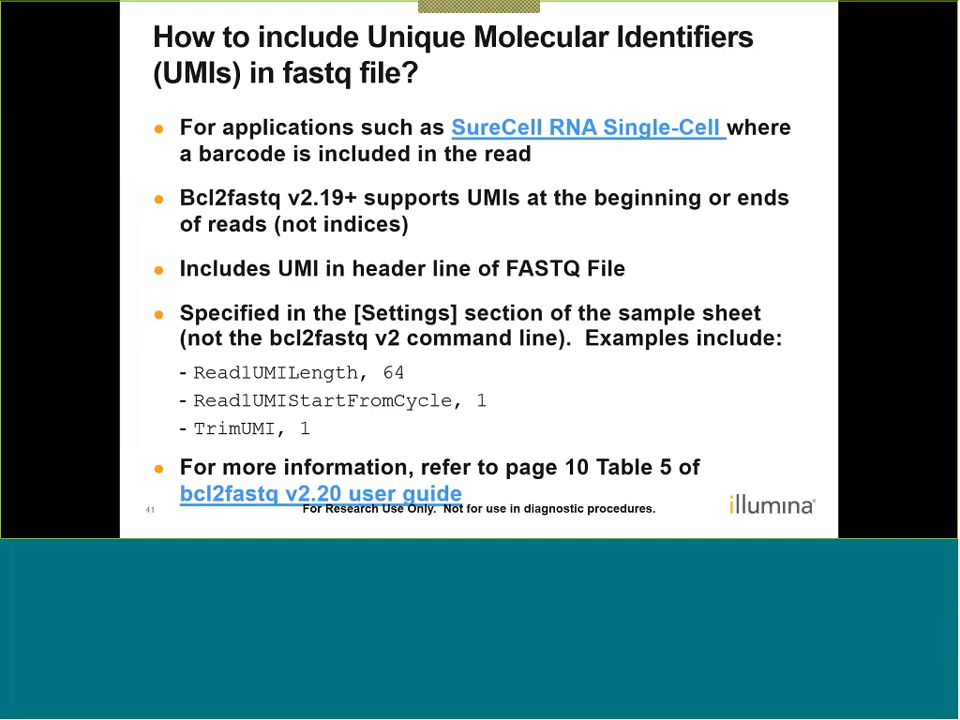 How to include Unique Molecular Identifiers
(UMIs) in fastq file?
● For applications such as SureCell RNA Single-Cell where
a barcode is included in the read
● Bcl2fastq v2.19+ supports UMIs at the beginning or ends
of reads (not indices)
● Includes UMI in header line of FASTQ File
● Specified in the [Settings] section of the sample sheet
(not the bcl2fastq v2 command line).  Examples include:
- Read1UMILength, 64
- Read1UMIStartFromCycle, 1
- TrimUMI, 1
● For more information, refer to page 10 Table 5 of
bcl2fastq v2.20 user guide
41
For Research Use Only.  Not for use in diagnostic procedures.
illumina®